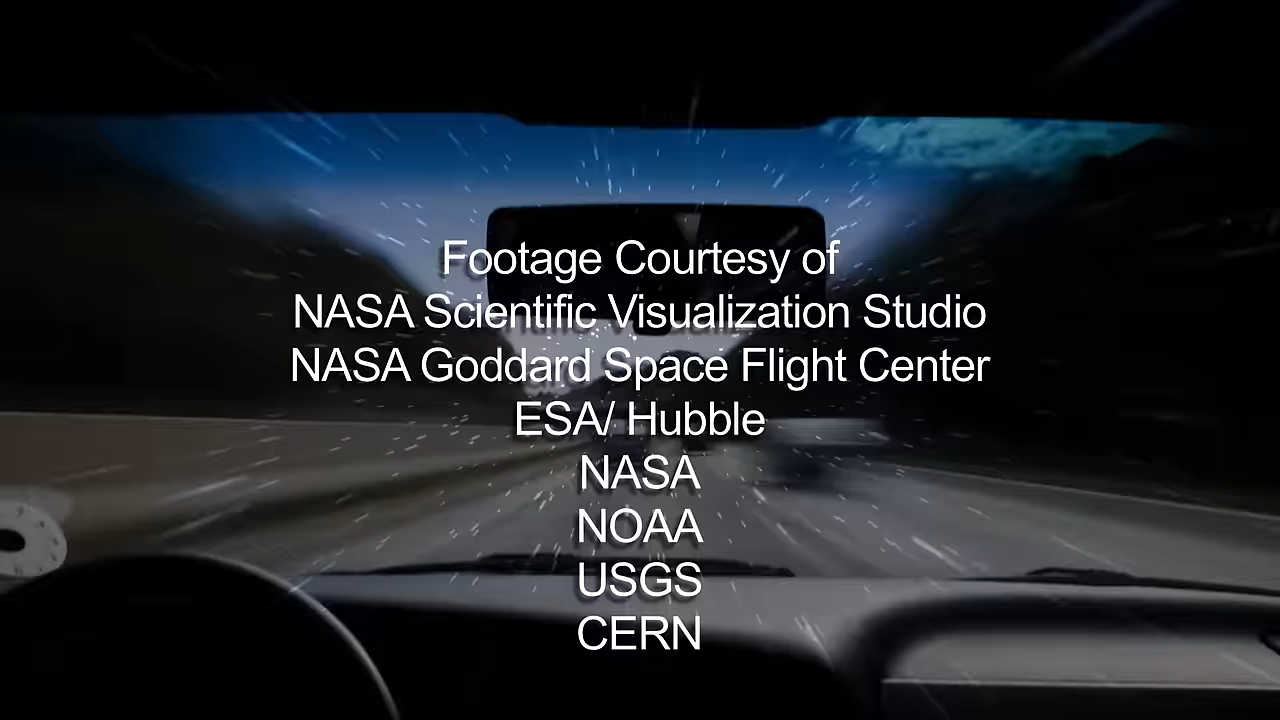 Footage Courtesy of
NASA Scientific Visualization Studio
NASA Goddard Space Flight Center
ESA/ Hubble
NASA
NOAA
USGS
CERN